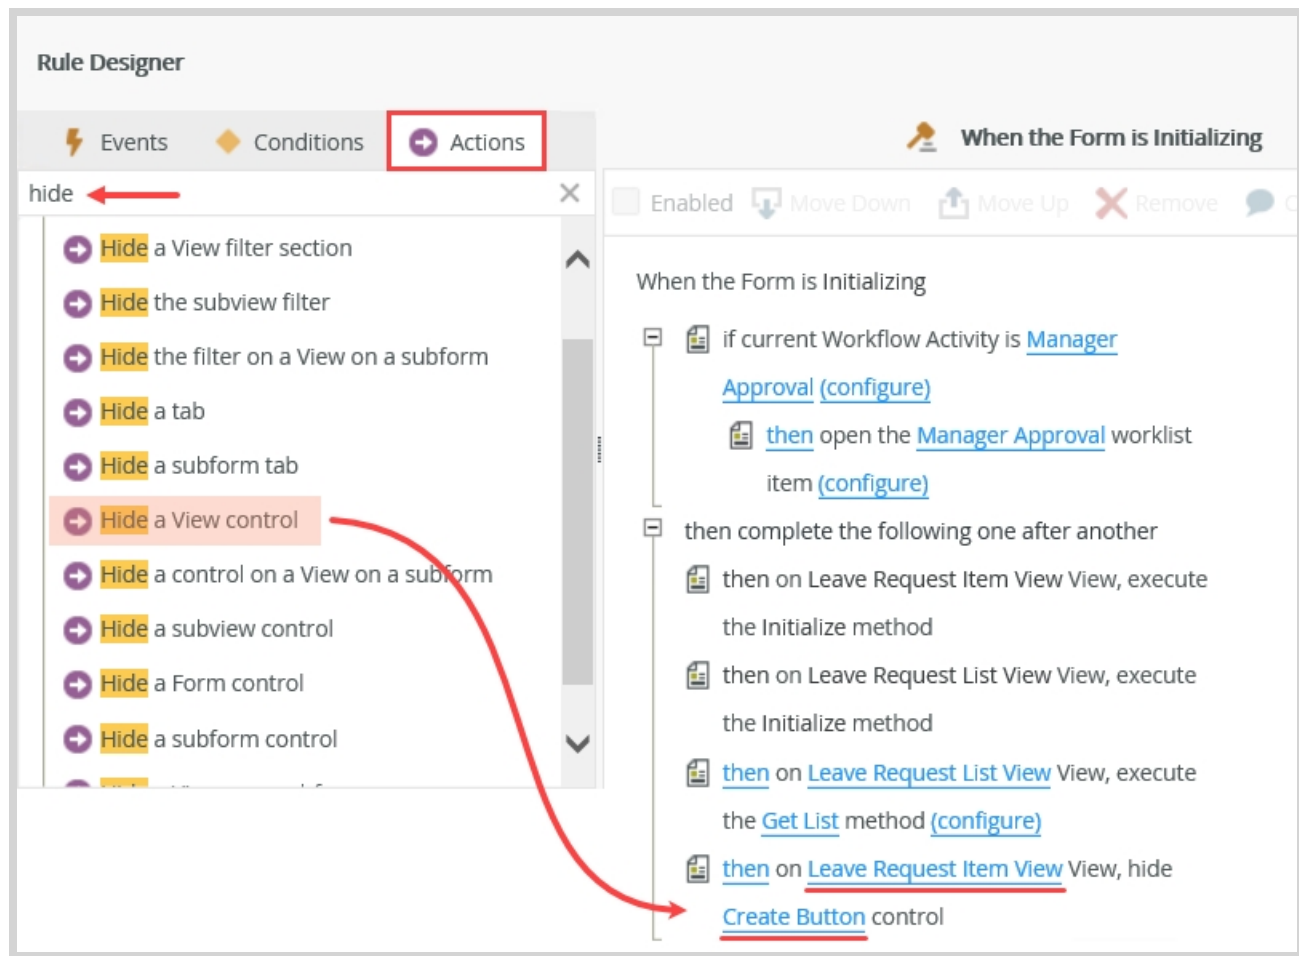 Rule Designer
Events
Conditions
Actions
When the Form is Initializing
hide
Enabled
Move Down
Move Up
Remove
Hide a View filter section
Hide the subview filter
Hide the filter on a View on a subform
Hide a tab
Hide a subform tab
Hide a View control
Hide a control on a View on a subform
Hide a subview control
Hide a Form control
Hide a subform control
When the Form is Initializing
if current Workflow Activity is Manager
Approval (configure)
then open the Manager Approval worklist
item (configure)
then complete the following one after another
then on Leave Request Item View View, execute
the Initialize method
then on Leave Request List View View, execute
the Initialize method
then on Leave Request List View View, execute
the Get List method (configure)
then on Leave Request Item View View, hide
Create Button control